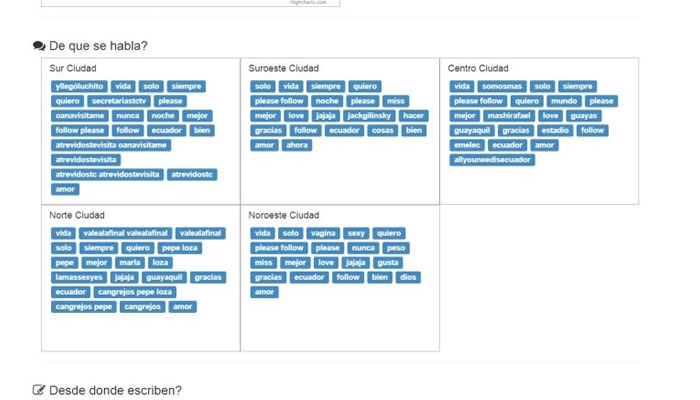 Highcharts.com
De que se habla?
Sur Ciudad
yllególuchito vida solo siempre
quiero secretariastctv please
oanavisitame nunca noche mejor
follow please follow ecuador bien
atrevidostevisita oanavisitame
atrevidostevisita
atrevidostc atrevidostevisita atrevidostc
amor
Suroeste Ciudad
solo vida siempre quiero
please follow noche please miss
mejor love jajaja jackgilinsky hacer
gracias follow ecuador cosas bien
amor ahora
Centro Ciudad
vida somosmas solo siempre
please follow quiero mundo please
mejor mashirafael love guayas
guayaquil gracias estadio follow
emelec ecuador amor
allyouneedisecuador
Norte Ciudad
vida valealafinal valealafinal valealafinal
solo siempre quiero pepe loza
pepe mejor marla loza
lamassexyes jajaja guayaquil gracias
ecuador cangrejos pepe loza
cangrejos pepe cangrejos amor
Noroeste Ciudad
vida solo vagina sexy quiero
please follow please nunca peso
miss mejor love jajaja gusta
gracias ecuador follow bien dios
amor
Desde donde escriben?